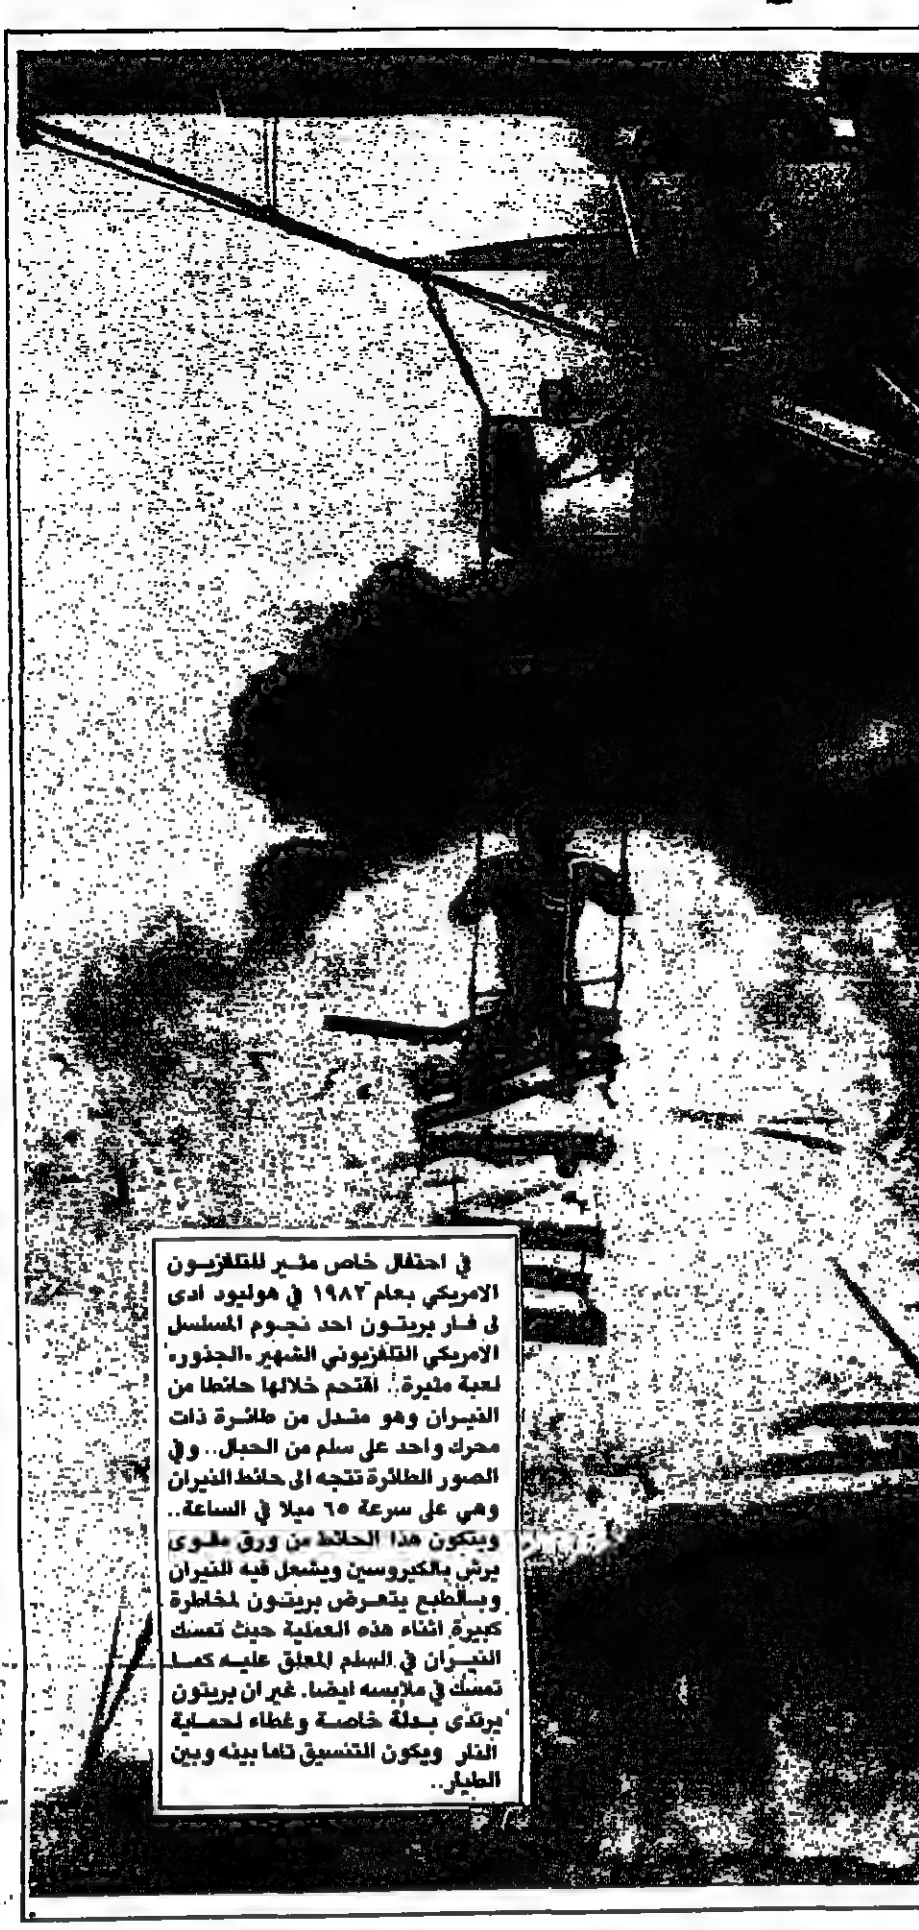 في احتفال خاص مثير للتلفزيون
الامريكي بعام ١٩٨٢ في هوليود ادى
لى فار بريتون احد نجوم المسلسل
الامريكي التلفزيوني الشهير «الجذور»
لعبة مثيرة.. اقتحم خلالها حائطا من
النيران وهو متدل من طائرة ذات
محرك واحد على سلم من الحبال.. وفي
الصور الطائرة تتجه الى حائط النيران
وهي على سرعة ٦٥ ميلا في الساعة..
ويتكون هذا الحائط من ورق مقوى
يرش بالكيروسين ويشعل فيه النيران
وبالطبع يتعرض بريتون لمخاطرة
كبيرة اثناء هذه العملية حيث تمسك
النيران في السلم المعلق عليه كما
تمسك في ملابسه ايضا. غير ان بريتون
يرتدى بدلة خاصة وغطاء لحماية
النار ويكون التنسيق تاما بينه وبين
الطيار..